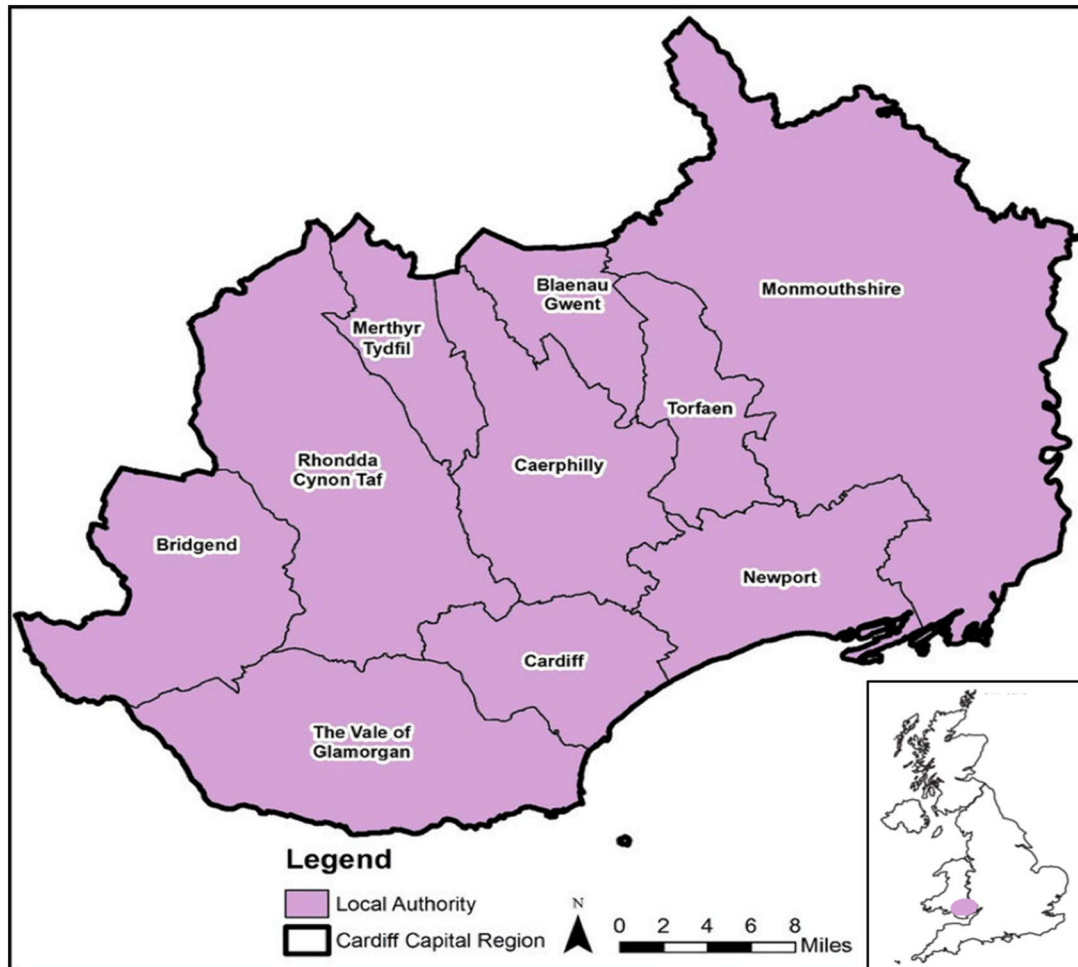 Blaenau
Gwent
Monmouthshire
Merthyr
Tydfil
Torfaen
Rhondda
Cynon Taf
Caerphilly
Bridgend
Newport
Cardiff
The Vale of
Glamorgan
Legend
Local Authority
Cardiff Capital Region
N
0 2 4 6 8
Miles